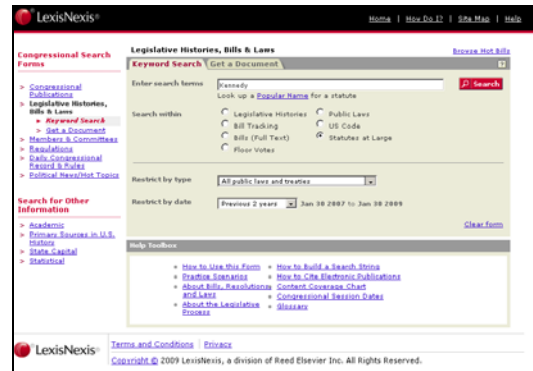 LexisNexis®
Home | How Do I? | Site Map | Help
Congressional Search Forms
> Congressional Publications
> Legislative Histories, Bills & Laws
> Keyword Search
> Get a Document
> Members & Committees
> Regulations
> Daily Congressional Record & Rules
> Political News/Hot Topics
Search for Other Information
> Academic
> Primary Sources in U.S. History
> State Capital
> Statistical
Legislative Histories, Bills & Laws
Browse Hot Bills
Keyword Search Get a Document ?
Enter search terms Kennedy Search
Look up a Popular Name for a statute
Search within Legislative Histories Public Laws
Bill Tracking US Code
Bills (Full Text) Statutes at Large
Floor Votes
Restrict by type All public laws and treaties
Restrict by date Previous 2 years Jan 30 2007 to Jan 30 2009
Clear form
Help Toolbox
How to Use this Form How to Build a Search String
Practice Scenarios How to Cite Electronic Publications
About Bills, Resolutions and Laws Content Coverage Chart
Congressional Session Dates
About the Legislative Process Glossary
LexisNexis® Terms and Conditions | Privacy
Copyright © 2009 LexisNexis, a division of Reed Elsevier Inc. All Rights Reserved.